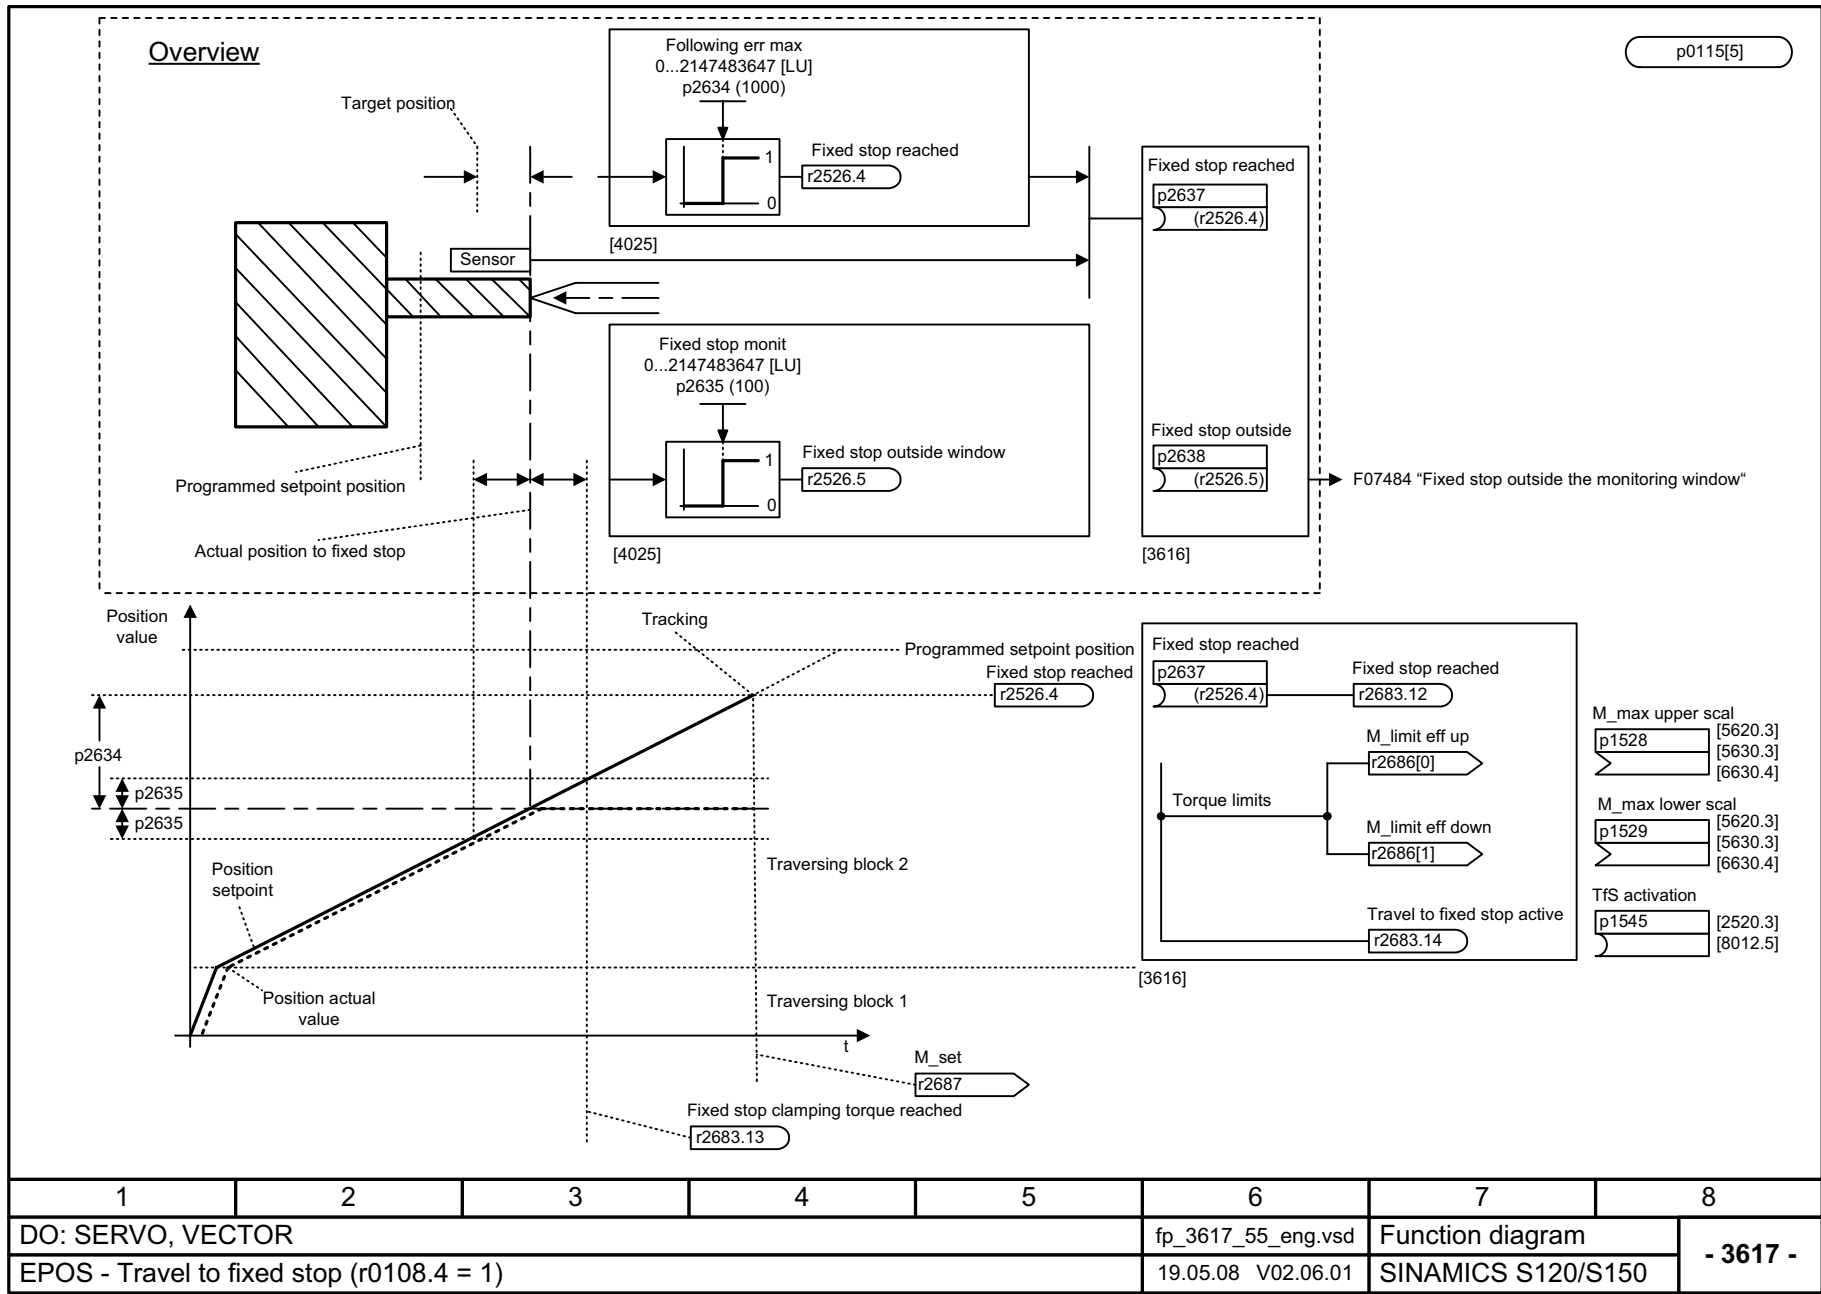 Overview
p0115[5]
Following err max
0...2147483647 [LU]
p2634 (1000)
Target position
1
0
Fixed stop reached
r2526.4
[4025]
Fixed stop reached
p2637
(r2526.4)
Sensor
Fixed stop monit
0...2147483647 [LU]
p2635 (100)
1
0
Fixed stop outside window
r2526.5
[4025]
Fixed stop outside
p2638
(r2526.5)
F07484 “Fixed stop outside the monitoring window“
[3616]
Programmed setpoint position
Actual position to fixed stop
Position
value
Tracking
Programmed setpoint position
Fixed stop reached
r2526.4
p2634
p2635
p2635
Position
setpoint
Traversing block 2
Position actual
value
Traversing block 1
t
M_set
r2687
Fixed stop clamping torque reached
r2683.13
Fixed stop reached
p2637
(r2526.4)
Fixed stop reached
r2683.12
M_limit eff up
r2686[0]
Torque limits
M_limit eff down
r2686[1]
Travel to fixed stop active
r2683.14
[3616]
M_max upper scal
p1528
[5620.3]
[5630.3]
[6630.4]
M_max lower scal
p1529
[5620.3]
[5630.3]
[6630.4]
TfS activation
p1545
[2520.3]
[8012.5]
1 2 3 4 5 6 7 8
DO: SERVO, VECTOR
fp_3617_55_eng.vsd
Function diagram
- 3617 -
EPOS - Travel to fixed stop (r0108.4 = 1)
19.05.08 V02.06.01
SINAMICS S120/S150